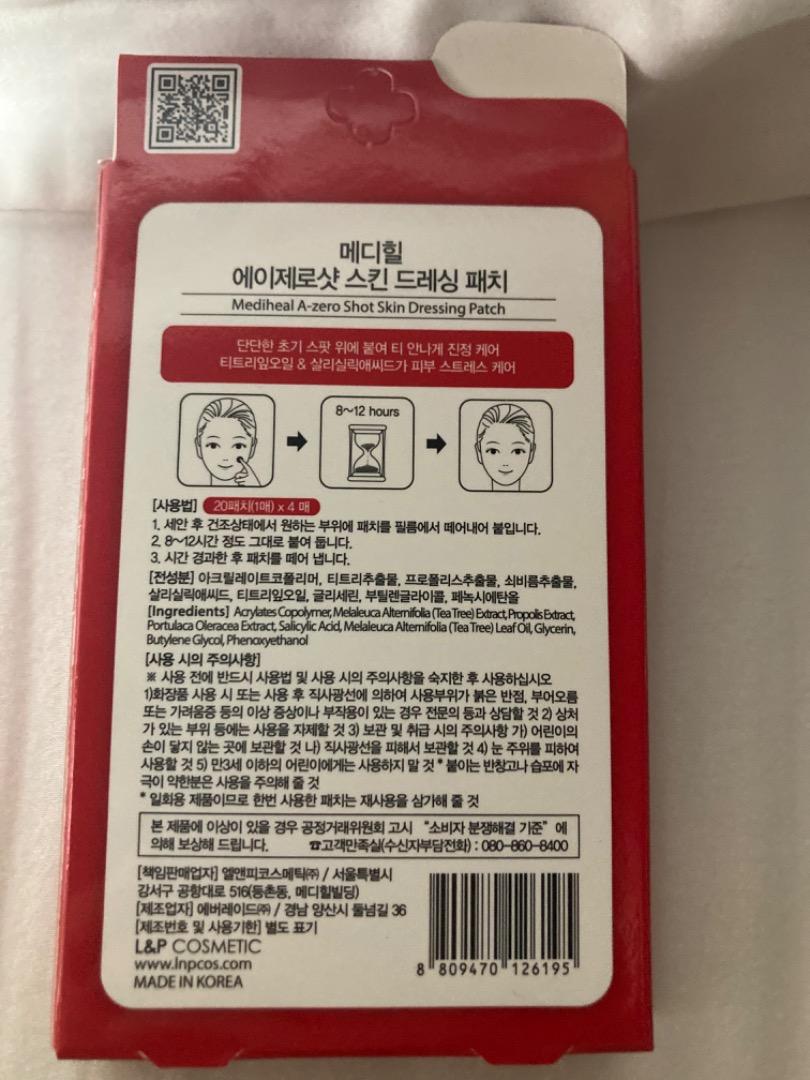 메디힐
에이제로샷 스킨 드레싱 패치
Mediheal A-zero Shot Skin Dressing Patch
단단한 초기 스팟 위에 붙여 티 안나게 진정 케어
티트리잎오일 & 살리실릭애씨드가 피부 스트레스 케어
8~12 hours
[사용법] 20패치(1매) x 4 매
1. 세안 후 건조상태에서 원하는 부위에 패치를 필름에서 떼어내어 붙입니다.
2. 8~12시간 정도 그대로 붙여 둡니다.
3. 시간 경과한 후 패치를 떼어 냅니다.
[전성분] 아크릴레이트코폴리머, 티트리추출물, 프로폴리스추출물, 쇠비름추출물,
살리실릭애씨드, 티트리잎오일, 글리세린, 부틸렌글라이콜, 페녹시에탄올
[Ingredients] Acrylates Copolymer, Melaleuca Alternifolia (Tea Tree) Extract, Propolis Extract,
Portulaca Oleracea Extract, Salicylic Acid, Melaleuca Alternifolia (Tea Tree) Leaf Oil, Glycerin,
Butylene Glycol, Phenoxyethanol
[사용 시의 주의사항]
※ 사용 전에 반드시 사용법 및 사용 시의 주의사항을 숙지한 후 사용하십시오
1)화장품 사용 시 또는 사용 후 직사광선에 의하여 사용부위가 붉은 반점, 부어오름
또는 가려움증 등의 이상 증상이나 부작용이 있는 경우 전문의 등과 상담할 것 2) 상처
가 있는 부위 등에는 사용을 자제할 것 3) 보관 및 취급 시의 주의사항 가) 어린이의
손이 닿지 않는 곳에 보관할 것 나) 직사광선을 피해서 보관할 것 4) 눈 주위를 피하여
사용할 것 5) 만3세 이하의 어린이에게는 사용하지 말 것 * 붙이는 반창고나 습포에 자
극이 약한분은 사용을 주의해 줄 것
* 일회용 제품이므로 한번 사용한 패치는 재사용을 삼가해 줄 것
본 제품에 이상이 있을 경우 공정거래위원회 고시 “소비자 분쟁해결 기준”에
의해 보상해 드립니다. ☎고객만족실(수신자부담전화) : 080-860-8400
[책임판매업자] 엘앤피코스메틱㈜ / 서울특별시
강서구 공항대로 516(등촌동, 메디힐빌딩)
[제조업자] 에버레이드㈜ / 경남 양산시 둘넘길 36
[제조번호 및 사용기한] 별도 표기
L&P COSMETIC
www.lnpcos.com
MADE IN KOREA
8 809470 126195